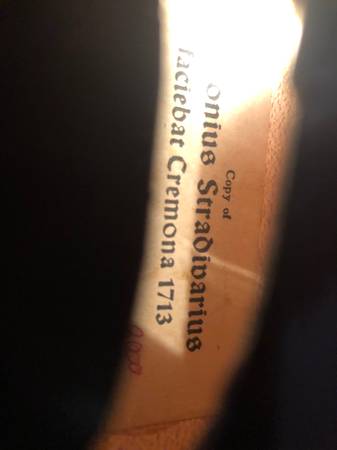 Copy of
onius Stradivarius
faciebat Cremona 1713